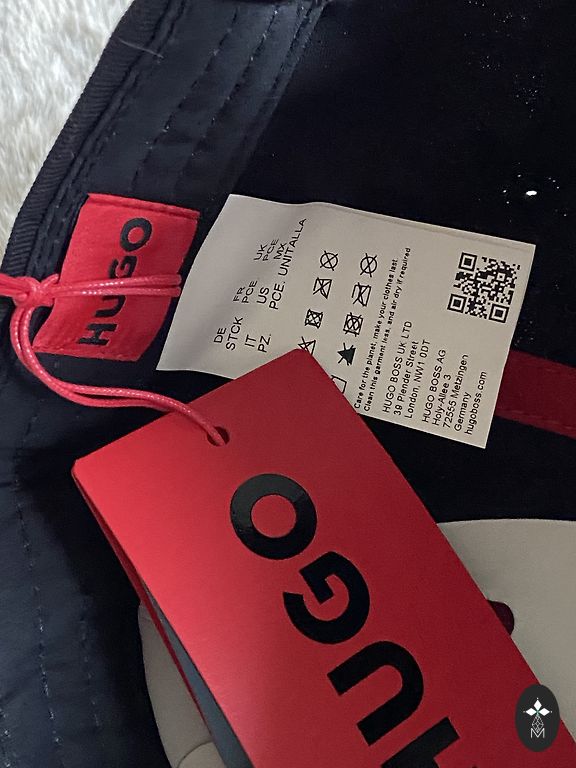 HUGO
DE FR UK
STCK PCE PCE
IT US MX
PZ. PCE. UNITALLA
Care for the planet, make your clothes last.
Clean this garment less, and air dry if required
HUGO BOSS UK LTD
39 Plender Street
London, NW1 0DT
HUGO BOSS AG
Holy-Allee 3
72555 Metzingen
Germany
hugoboss.com
HUGO
M